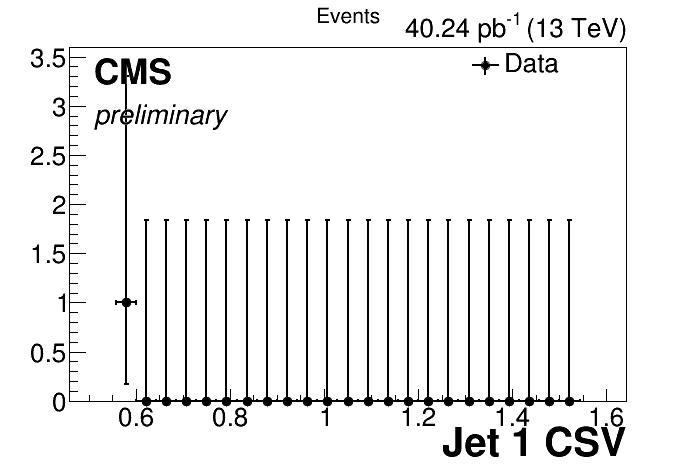 Events
40.24 pb-1 (13 TeV)
CMS
preliminary
Data
3.5
3
2.5
2
1.5
1
0.5
0
0.6 0.8 1 1.2 1.4 1.6
Jet 1 CSV